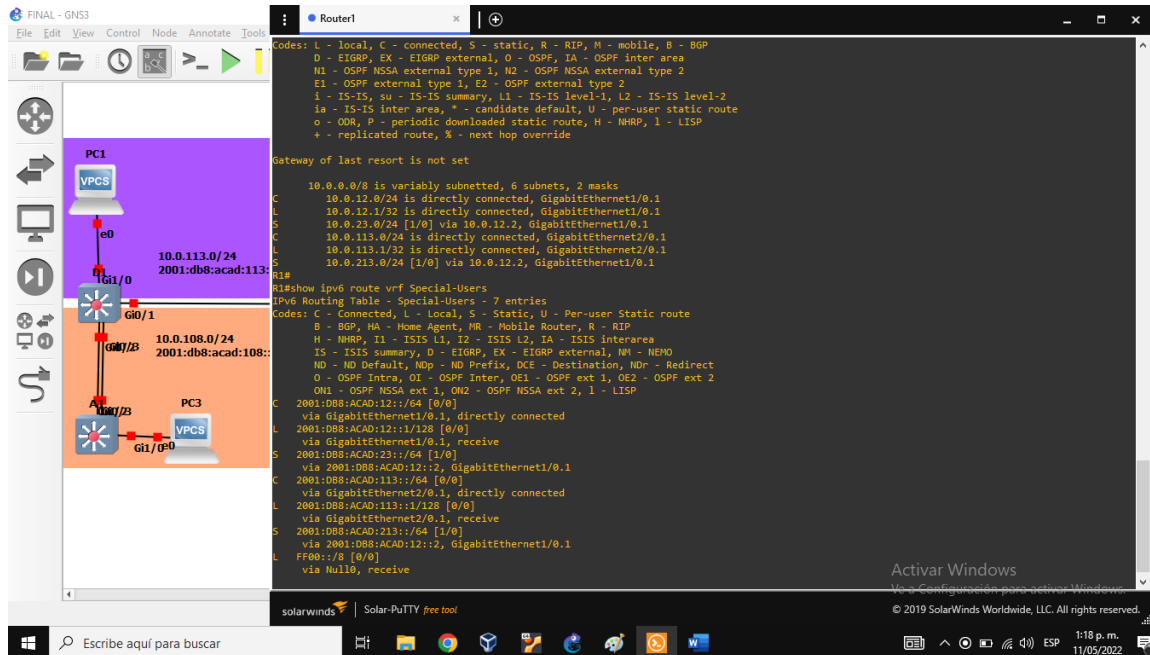 FINAL - GNS3
File Edit View Control Node Annotate Tools
PC1
VPCS
e0
10.0.113.0/24
2001:db8:acad:113:
Gi1/0
Gi0/1
10.0.108.0/24
2001:db8:acad:108::
PC3
VPCS
Gi1/0
e0
Router1
Codes: L - local, C - connected, S - static, R - RIP, M - mobile, B - BGP
D - EIGRP, EX - EIGRP external, O - OSPF, IA - OSPF inter area
N1 - OSPF NSSA external type 1, N2 - OSPF NSSA external type 2
E1 - OSPF external type 1, E2 - OSPF external type 2
i - IS-IS, su - IS-IS summary, L1 - IS-IS level-1, L2 - IS-IS level-2
ia - IS-IS inter area, * - candidate default, U - per-user static route
o - ODR, P - periodic downloaded static route, H - NHRP, l - LISP
+ - replicated route, % - next hop override
Gateway of last resort is not set
10.0.0.0/8 is variably subnetted, 6 subnets, 2 masks
C 10.0.12.0/24 is directly connected, GigabitEthernet1/0.1
L 10.0.12.1/32 is directly connected, GigabitEthernet1/0.1
S 10.0.23.0/24 [1/0] via 10.0.12.2, GigabitEthernet1/0.1
C 10.0.113.0/24 is directly connected, GigabitEthernet2/0.1
L 10.0.113.1/32 is directly connected, GigabitEthernet2/0.1
S 10.0.213.0/24 [1/0] via 10.0.12.2, GigabitEthernet1/0.1
R1#
R1#show ipv6 route vrf Special-Users
IPv6 Routing Table - Special-Users - 7 entries
Codes: C - Connected, L - Local, S - Static, U - Per-user Static route
B - BGP, HA - Home Agent, MR - Mobile Router, R - RIP
H - NHRP, I1 - ISIS L1, I2 - ISIS L2, IA - ISIS interarea
IS - ISIS summary, D - EIGRP, EX - EIGRP external, NM - NEMO
ND - ND Default, NDp - ND Prefix, DCE - Destination, NDr - Redirect
O - OSPF Intra, OI - OSPF Inter, OE1 - OSPF ext 1, OE2 - OSPF ext 2
ON1 - OSPF NSSA ext 1, ON2 - OSPF NSSA ext 2, l - LISP
C 2001:DB8:ACAD:12::/64 [0/0]
via GigabitEthernet1/0.1, directly connected
L 2001:DB8:ACAD:12::1/128 [0/0]
via GigabitEthernet1/0.1, receive
S 2001:DB8:ACAD:23::/64 [1/0]
via 2001:DB8:ACAD:12::2, GigabitEthernet1/0.1
C 2001:DB8:ACAD:113::/64 [0/0]
via GigabitEthernet2/0.1, directly connected
L 2001:DB8:ACAD:113::1/128 [0/0]
via GigabitEthernet2/0.1, receive
S 2001:DB8:ACAD:213::/64 [1/0]
via 2001:DB8:ACAD:12::2, GigabitEthernet1/0.1
L FF00::/8 [0/0]
via Null0, receive
Activar Windows
Ve a Configuración para activar Windows.
solarwinds Solar-PuTTY free tool
© 2019 SolarWinds Worldwide, LLC. All rights reserved.
Escribe aquí para buscar
ESP
1:18 p. m.
11/05/2022